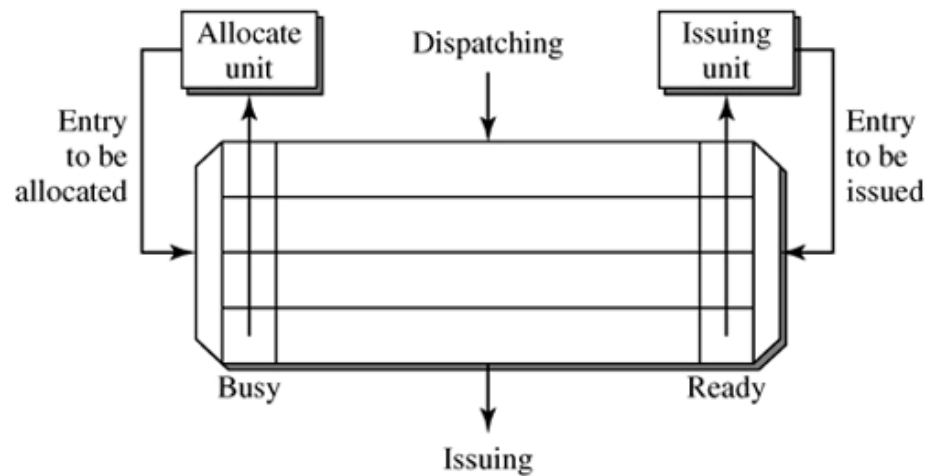 Allocate
unit
Dispatching
Issuing
unit
Entry
to be
allocated
Entry
to be
issued
Busy
Ready
Issuing